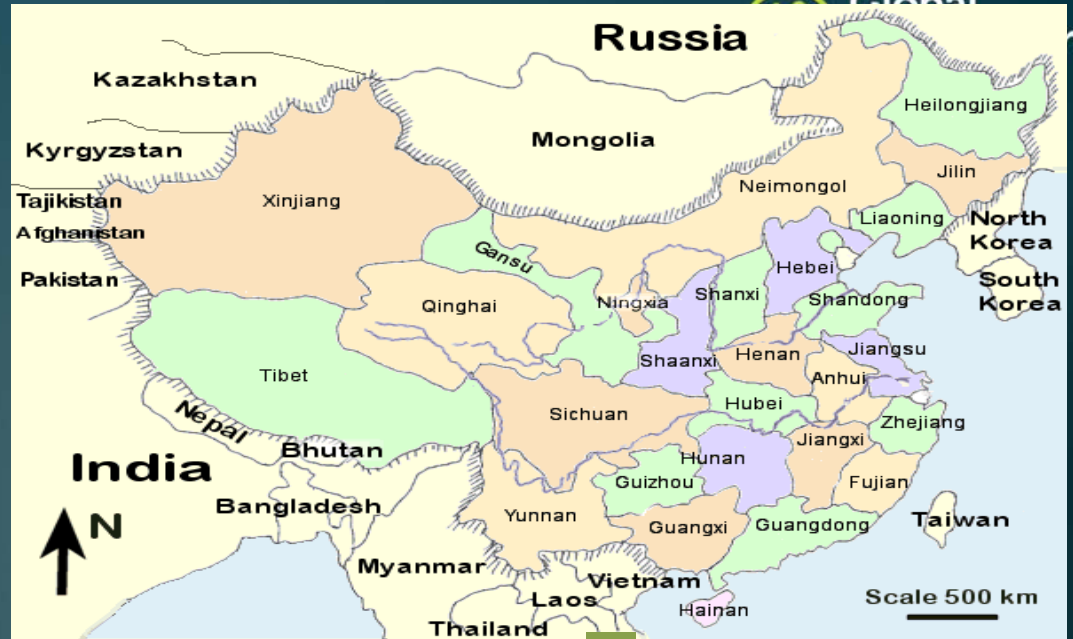 Global
Russia
Kazakhstan
Heilongjiang
Mongolia
Kyrgyzstan
Jilin
Neimongol
Tajikistan
Xinjiang
Liaoning
North
Korea
Afghanistan
Gansu
Hebei
Pakistan
South
Korea
Qinghai
Ningxia
Shanxi
Shandong
Shaanxi
Henan
Jiangsu
Tibet
Anhui
Sichuan
Hubei
Nepal
Zhejiang
Jiangxi
Bhutan
Hunan
India
Guizhou
Fujian
Bangladesh
Yunnan
N
Guangxi
Guangdong
Taiwan
Myanmar
Vietnam
Laos
Hainan
Scale 500 km
Thailand